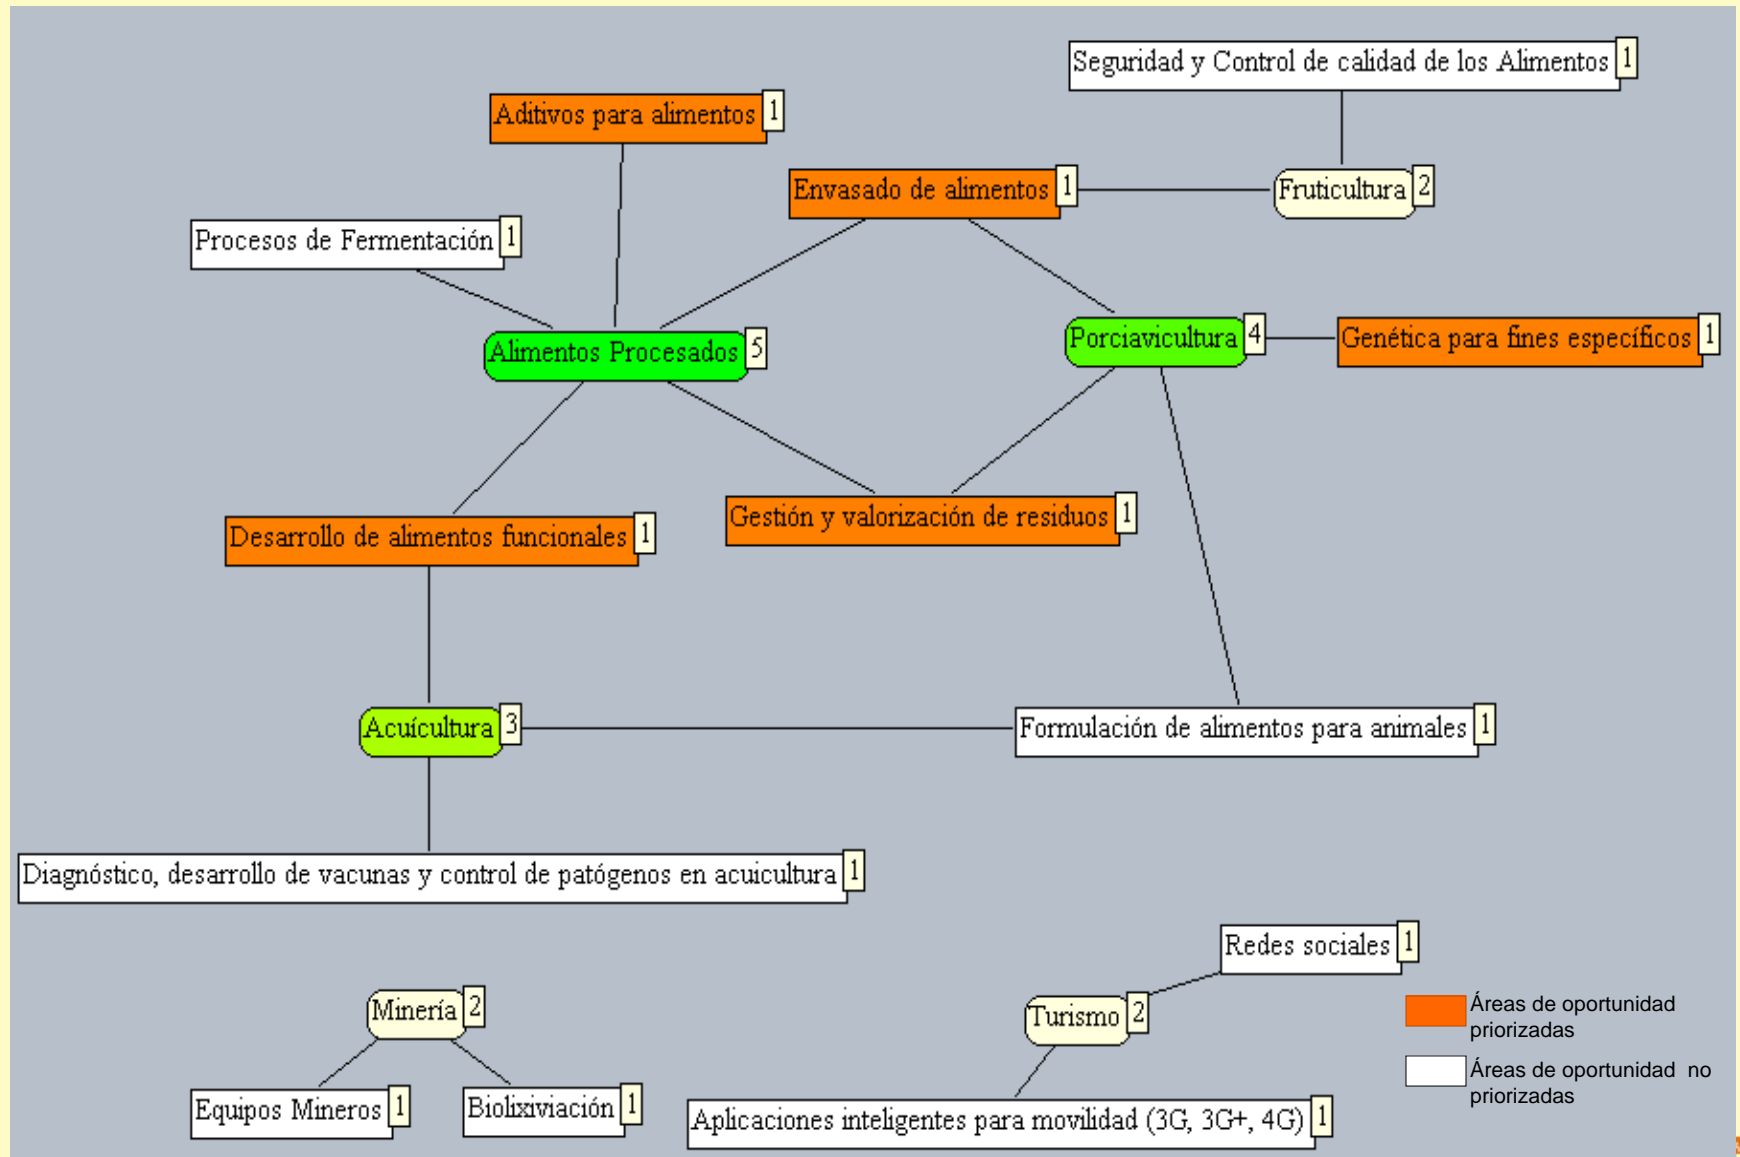 Seguridad y Control de calidad de los Alimentos 1
Aditivos para alimentos 1
Envasado de alimentos 1
Fruticultura 2
Procesos de Fermentación 1
Alimentos Procesados 5
Porciavicultura 4
Genética para fines específicos 1
Gestión y valorización de residuos 1
Desarrollo de alimentos funcionales 1
Acuícultura 3
Formulación de alimentos para animales 1
Diagnóstico, desarrollo de vacunas y control de patógenos en acuicultura 1
Redes sociales 1
Minería 2
Turismo 2
Equipos Mineros 1
Biolixiviación 1
Aplicaciones inteligentes para movilidad (3G, 3G+, 4G) 1
Áreas de oportunidad
priorizadas
Áreas de oportunidad no
priorizadas